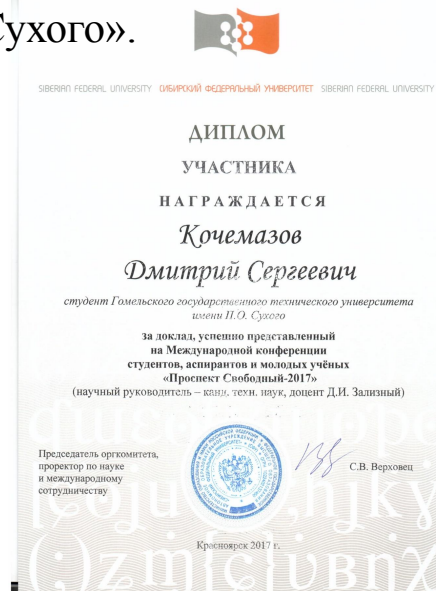 Сухого».
SIBERIAN FEDERAL UNIVERSITY СИБИРСКИЙ ФЕДЕРАЛЬНЫЙ УНИВЕРСИТЕТ SIBERIAN FEDERAL UNIVERSITY
ДИПЛОМ
УЧАСТНИКА
НАГРАЖДАЕТСЯ
Кочемазов
Дмитрий Сергеевич
студент Гомельского государственного технического университета
имени П.О. Сухого
за доклад, успешно представленный
на Международной конференции
студентов, аспирантов и молодых учёных
«Проспект Свободный-2017»
(научный руководитель – канд. техн. наук, доцент Д.И. Зализный)
Председатель оргкомитета,
проректор по науке
и международному
сотрудничеству
С.В. Верховец
Красноярск 2017 г.